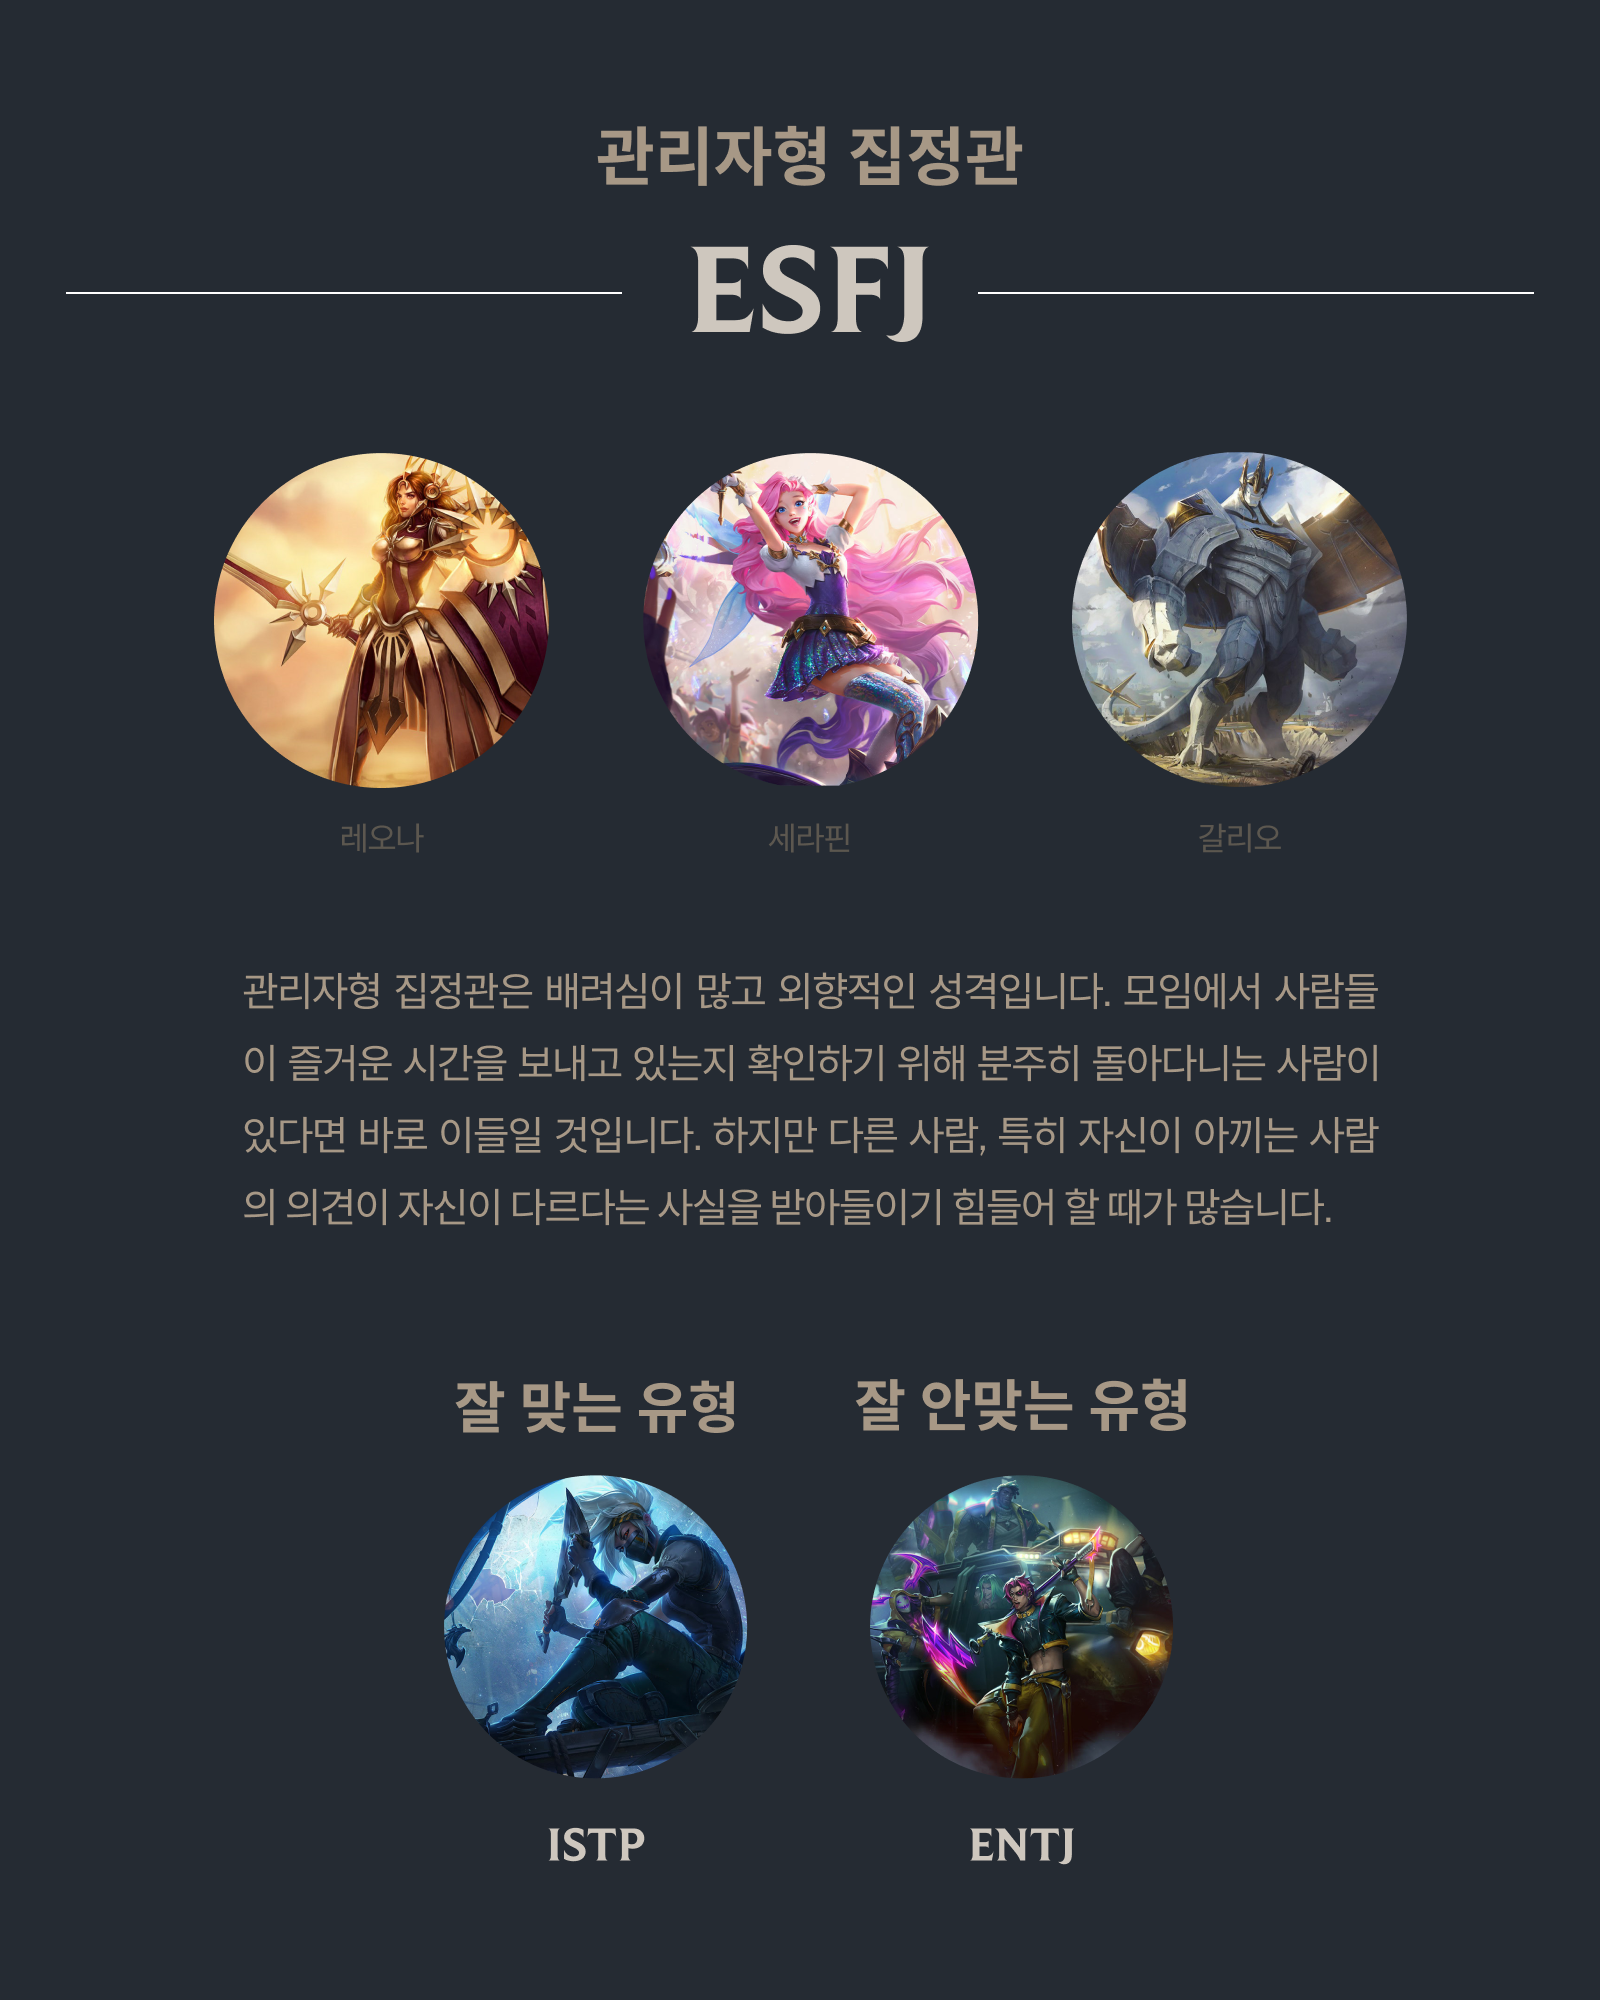 관리자형 집정관
ESFJ
레오나
세라핀
갈리오
관리자형 집정관은 배려심이 많고 외향적인 성격입니다. 모임에서 사람들
이 즐거운 시간을 보내고 있는지 확인하기 위해 분주히 돌아다니는 사람이
있다면 바로 이들일 것입니다. 하지만 다른 사람, 특히 자신이 아끼는 사람
의 의견이 자신이 다르다는 사실을 받아들이기 힘들어 할 때가 많습니다.
잘 맞는 유형
잘 안맞는 유형
ISTP
ENTJ